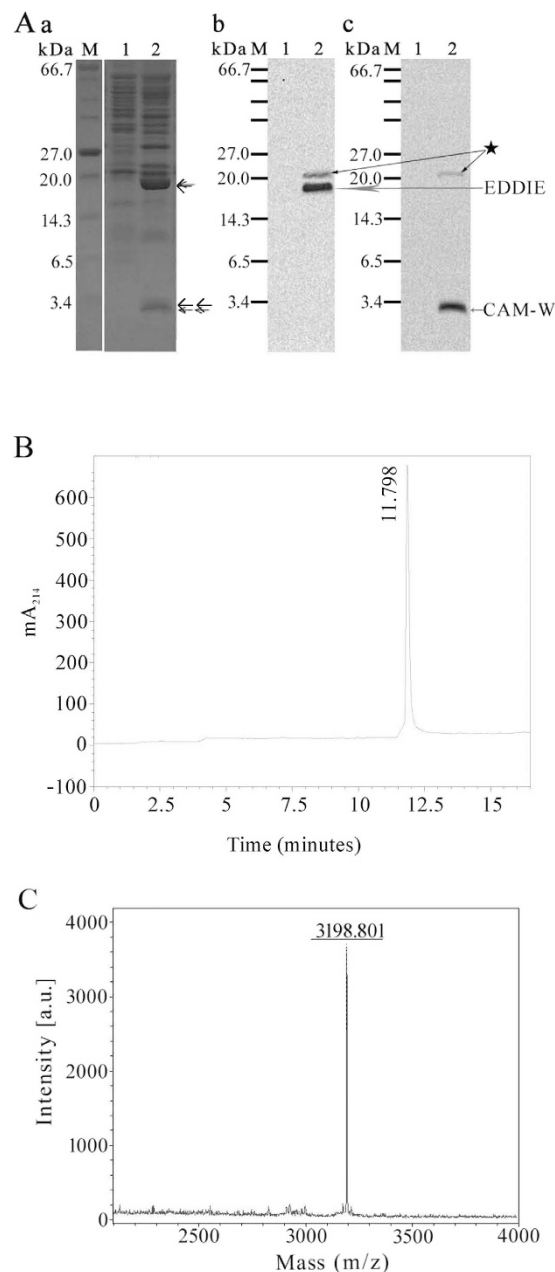 A a b c
kDa M 1 2 kDa M 1 2 kDa M 1 2
66.7 66.7 66.7
27.0 27.0 27.0 ★
20.0 20.0 20.0
EDDIE
14.3 14.3 14.3
6.5 6.5 6.5
3.4 3.4 3.4
CAM-W
B
600
500
400
300
200
100
0
-100
mA₂₁₄
11.798
0 2.5 5 7.5 10 12.5 15
Time (minutes)
C
4000
3000
2000
1000
0
Intensity [a.u.]
3198.801
2500 3000 3500 4000
Mass (m/z)